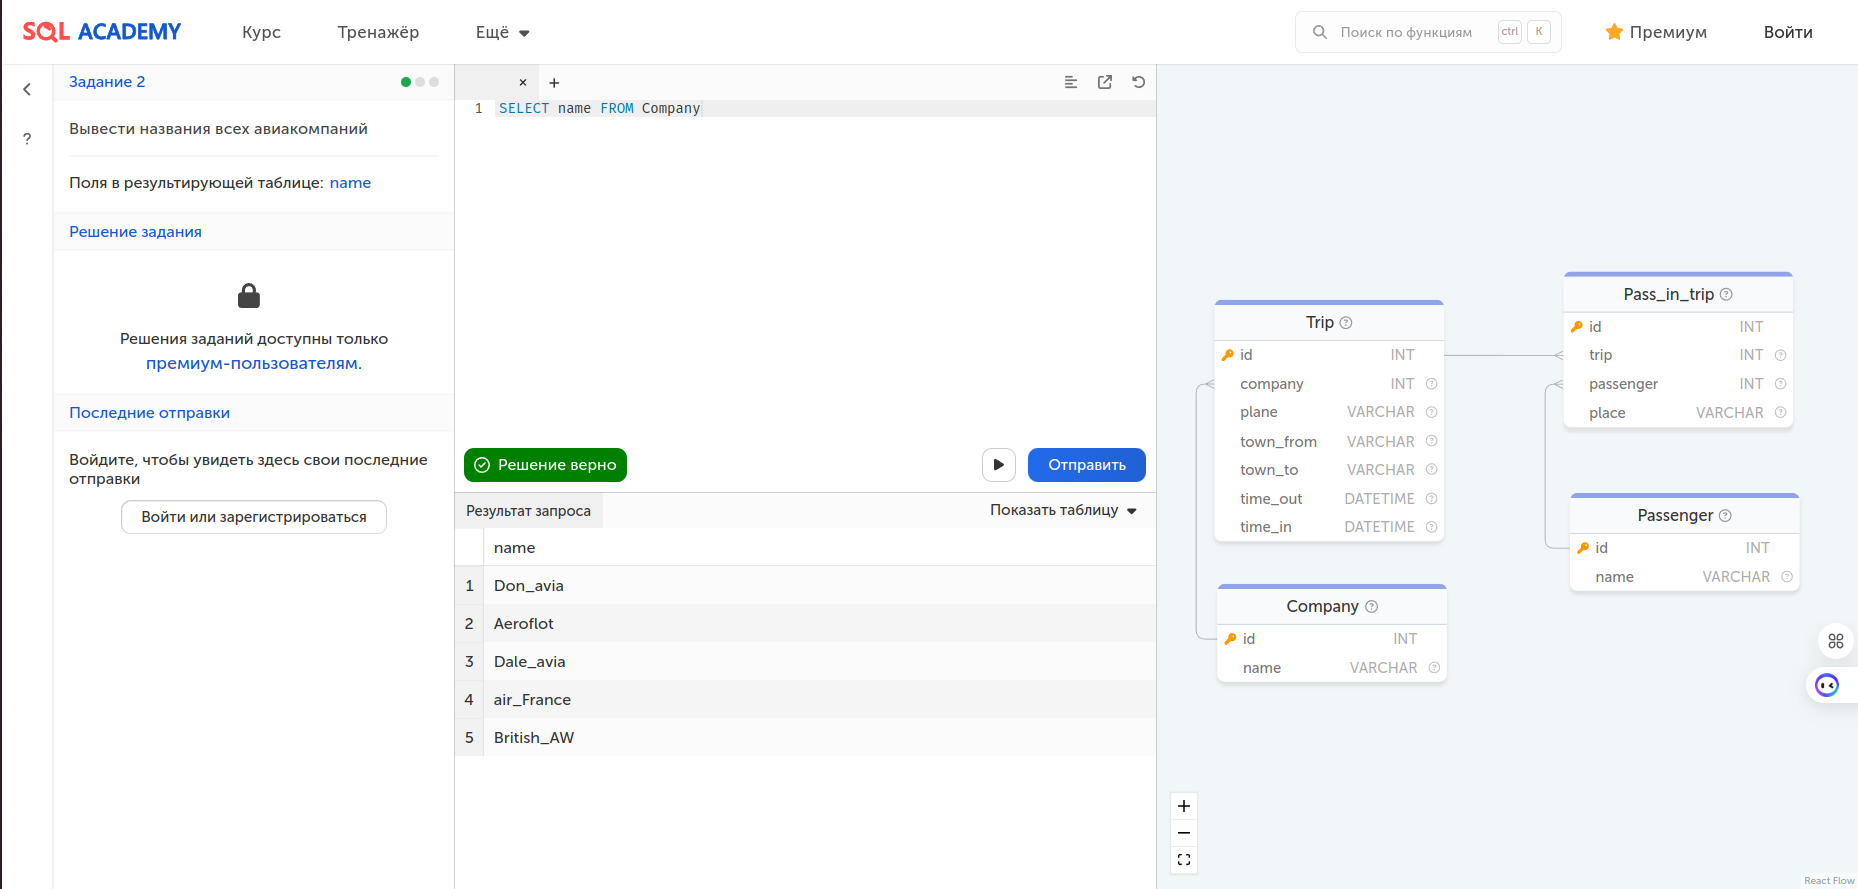 SQL ACADEMY
Курс
Тренажёр
Ещё
Поиск по функциям
ctrl
K
Премиум
Войти
Задание 2
Вывести названия всех авиакомпаний
Поля в результирующей таблице: name
Решение задания
Решения заданий доступны только
премиум-пользователям.
Последние отправки
Войдите, чтобы увидеть здесь свои последние
отправки
Войти или зарегистрироваться
?
1 SELECT name FROM Company
Решение верно
Отправить
Результат запроса
Показать таблицу
name
1 Don_avia
2 Aeroflot
3 Dale_avia
4 air_France
5 British_AW
Trip
id INT
company INT
plane VARCHAR
town_from VARCHAR
town_to VARCHAR
time_out DATETIME
time_in DATETIME
Company
id INT
name VARCHAR
Pass_in_trip
id INT
trip INT
passenger INT
place VARCHAR
Passenger
id INT
name VARCHAR
React Flow